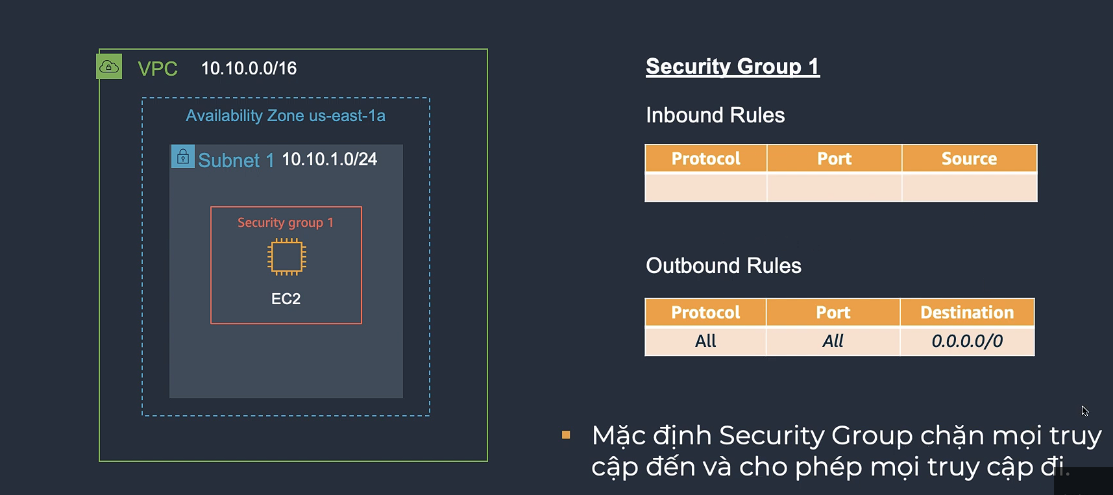 VPC 10.10.0.0/16
Availability Zone us-east-1a
Subnet 1 10.10.1.0/24
Security group 1
EC2
Security Group 1
Inbound Rules
Protocol Port Source
Outbound Rules
Protocol Port Destination
All All 0.0.0.0/0
Mặc định Security Group chặn mọi truy
cập đến và cho phép mọi truy cập đi.